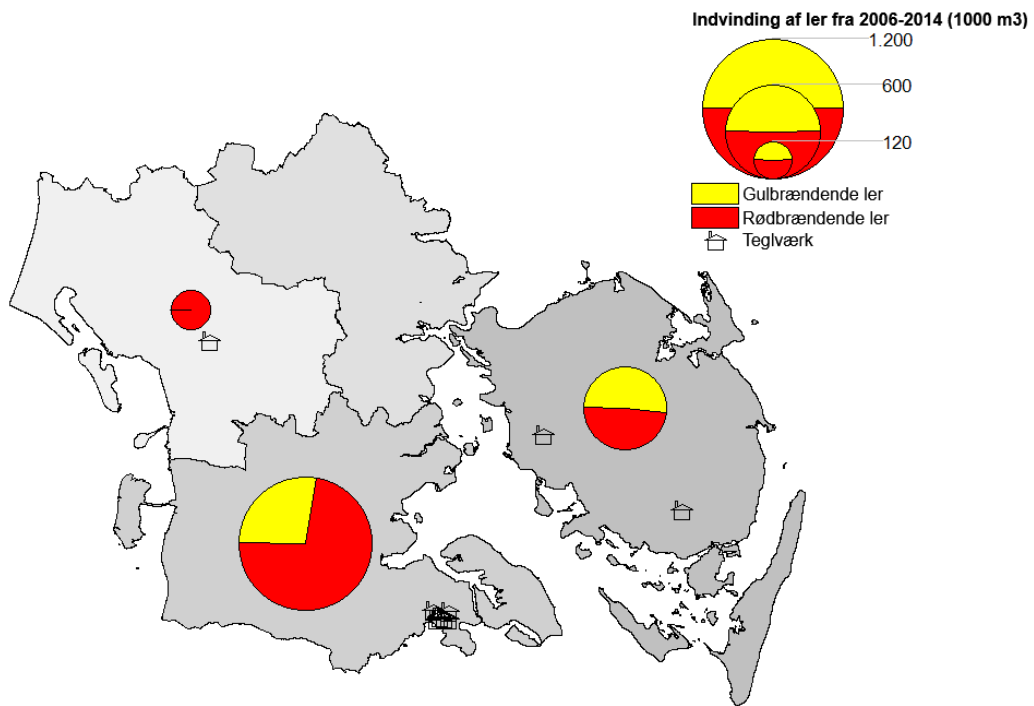 Indvinding af ler fra 2006-2014 (1000 m3)
1.200
600
120
Gulbrændende ler
Rødbrændende ler
Teglværk